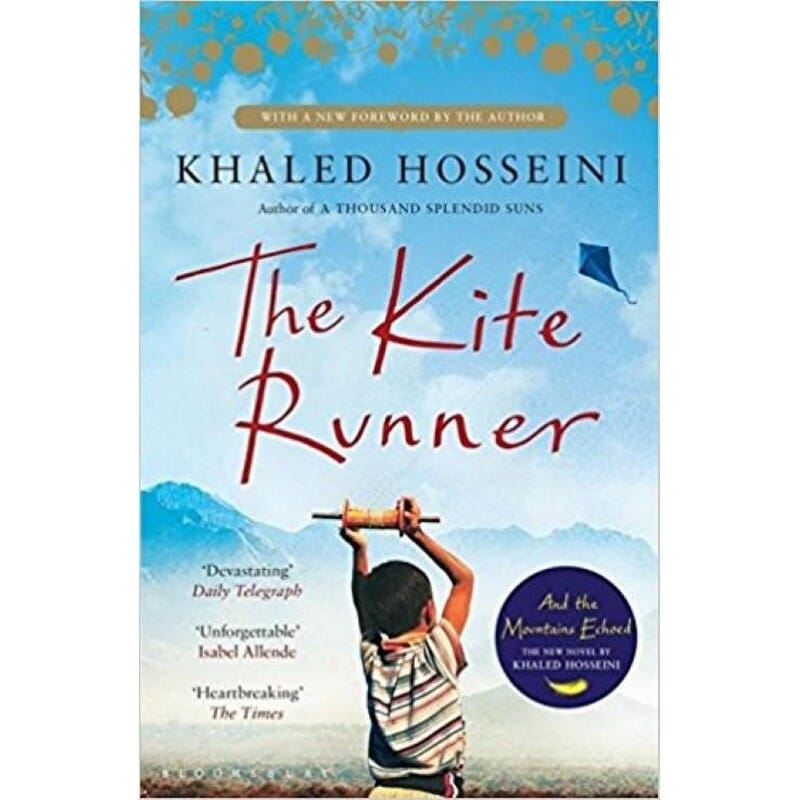 WITH A NEW FOREWORD BY THE AUTHOR
KHALED HOSSEINI
Author of A THOUSAND SPLENDID SUNS
The Kite
Runner
‘Devastating’
Daily Telegraph
‘Unforgettable’
Isabel Allende
‘Heartbreaking’
The Times
And the
Mountains Echoed
THE NEW NOVEL BY
KHALED HOSSEINI
BLOOMSBURY